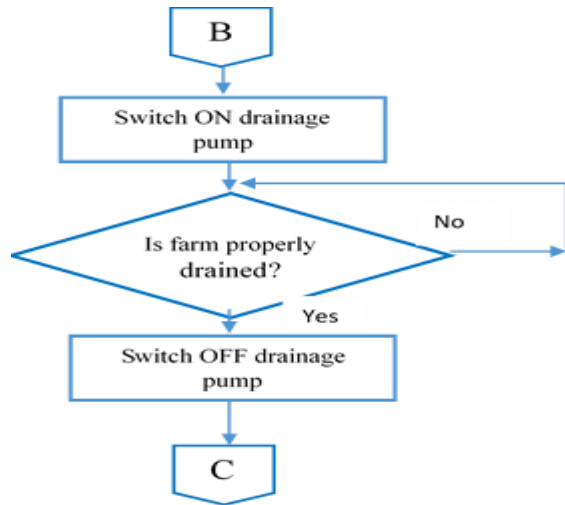 B
Switch ON drainage
pump
No
Is farm properly
drained?
Yes
Switch OFF drainage
pump
C